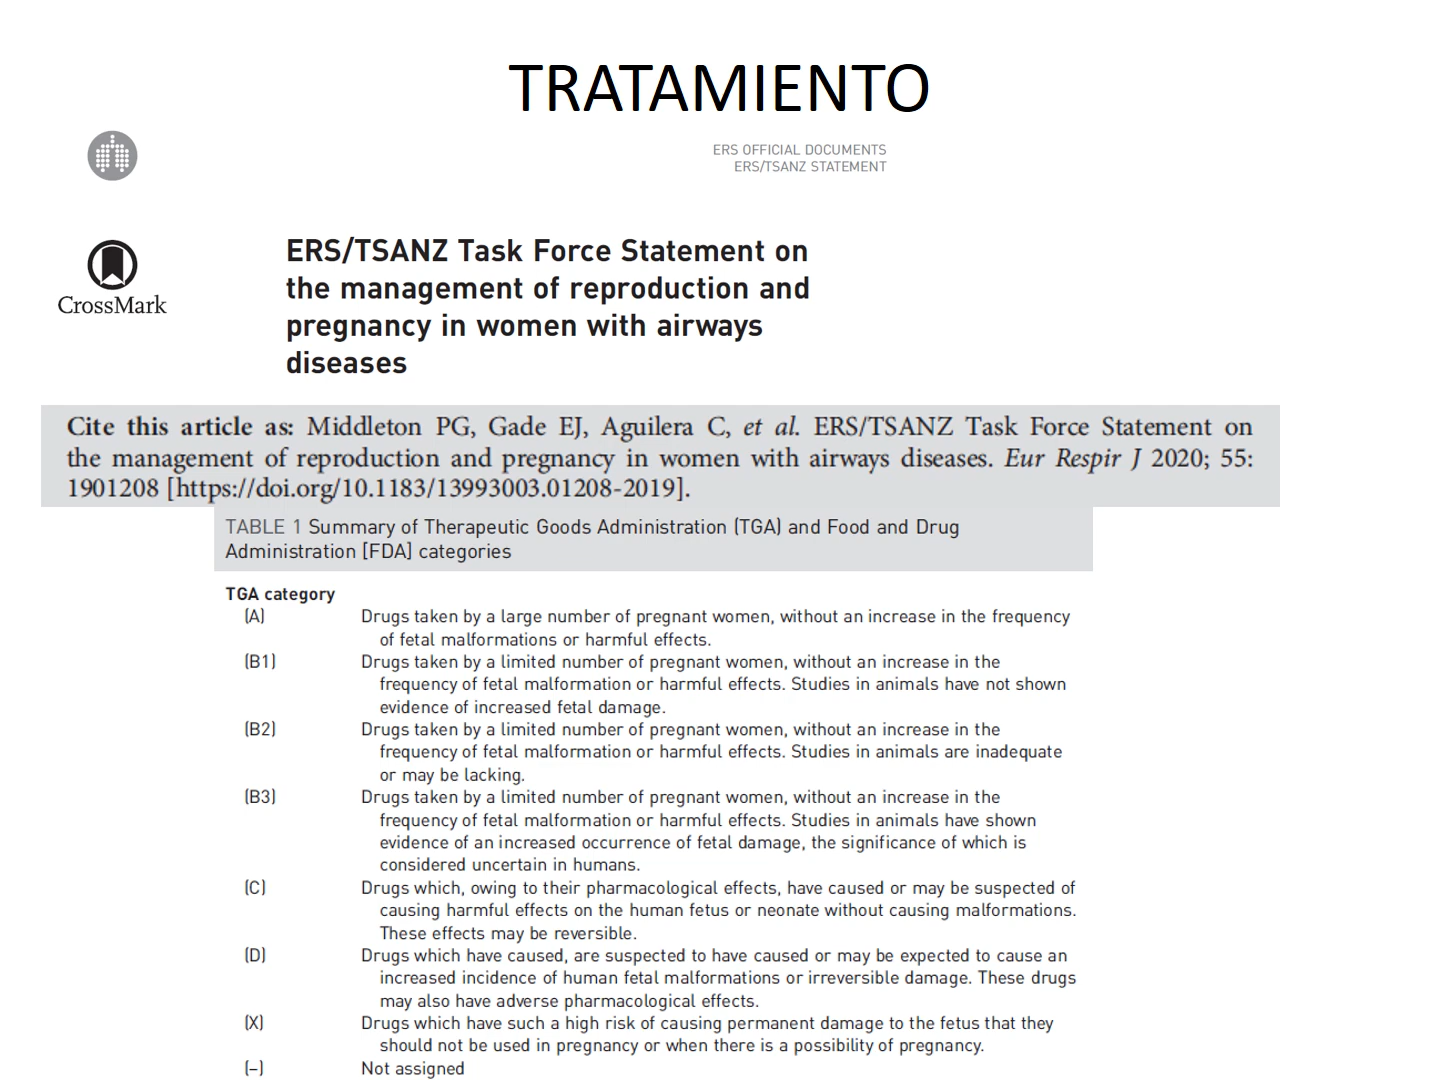 TRATAMIENTO
ERS OFFICIAL DOCUMENTS
ERS/TSANZ STATEMENT
CrossMark
ERS/TSANZ Task Force Statement on
the management of reproduction and
pregnancy in women with airways
diseases
Cite this article as: Middleton PG, Gade EJ, Aguilera C, et al. ERS/TSANZ Task Force Statement on
the management of reproduction and pregnancy in women with airways diseases. Eur Respir J 2020; 55:
1901208 [https://doi.org/10.1183/13993003.01208-2019].
TABLE 1 Summary of Therapeutic Goods Administration (TGA) and Food and Drug
Administration [FDA] categories
TGA category
(A) Drugs taken by a large number of pregnant women, without an increase in the frequency
of fetal malformations or harmful effects.
(B1) Drugs taken by a limited number of pregnant women, without an increase in the
frequency of fetal malformation or harmful effects. Studies in animals have not shown
evidence of increased fetal damage.
(B2) Drugs taken by a limited number of pregnant women, without an increase in the
frequency of fetal malformation or harmful effects. Studies in animals are inadequate
or may be lacking.
(B3) Drugs taken by a limited number of pregnant women, without an increase in the
frequency of fetal malformation or harmful effects. Studies in animals have shown
evidence of an increased occurrence of fetal damage, the significance of which is
considered uncertain in humans.
(C) Drugs which, owing to their pharmacological effects, have caused or may be suspected of
causing harmful effects on the human fetus or neonate without causing malformations.
These effects may be reversible.
(D) Drugs which have caused, are suspected to have caused or may be expected to cause an
increased incidence of human fetal malformations or irreversible damage. These drugs
may also have adverse pharmacological effects.
(X) Drugs which have such a high risk of causing permanent damage to the fetus that they
should not be used in pregnancy or when there is a possibility of pregnancy.
(–) Not assigned